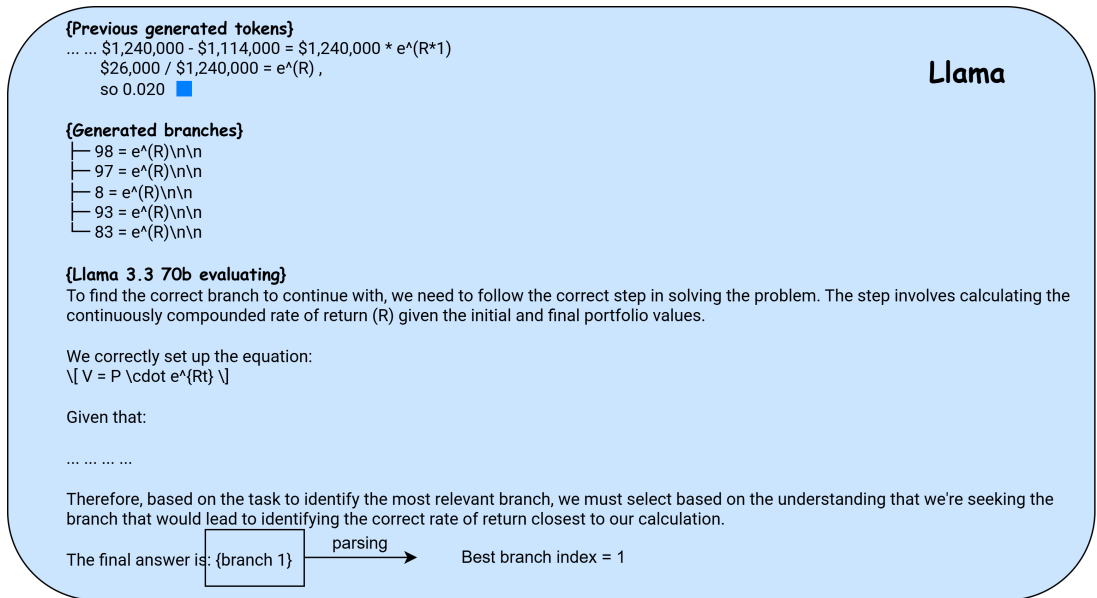 {Previous generated tokens}
... ... $1,240,000 - $1,114,000 = $1,240,000 * e^(R*1)
$26,000 / $1,240,000 = e^(R) ,
so 0.020
Llama
{Generated branches}
├─ 98 = e^(R)\n\n
├─ 97 = e^(R)\n\n
├─ 8 = e^(R)\n\n
├─ 93 = e^(R)\n\n
└─ 83 = e^(R)\n\n
{Llama 3.3 70b evaluating}
To find the correct branch to continue with, we need to follow the correct step in solving the problem. The step involves calculating the
continuously compounded rate of return (R) given the initial and final portfolio values.
We correctly set up the equation:
\[ V = P \cdot e^{Rt} \]
Given that:
... ... ... ...
Therefore, based on the task to identify the most relevant branch, we must select based on the understanding that we're seeking the
branch that would lead to identifying the correct rate of return closest to our calculation.
The final answer is: {branch 1}
parsing
Best branch index = 1